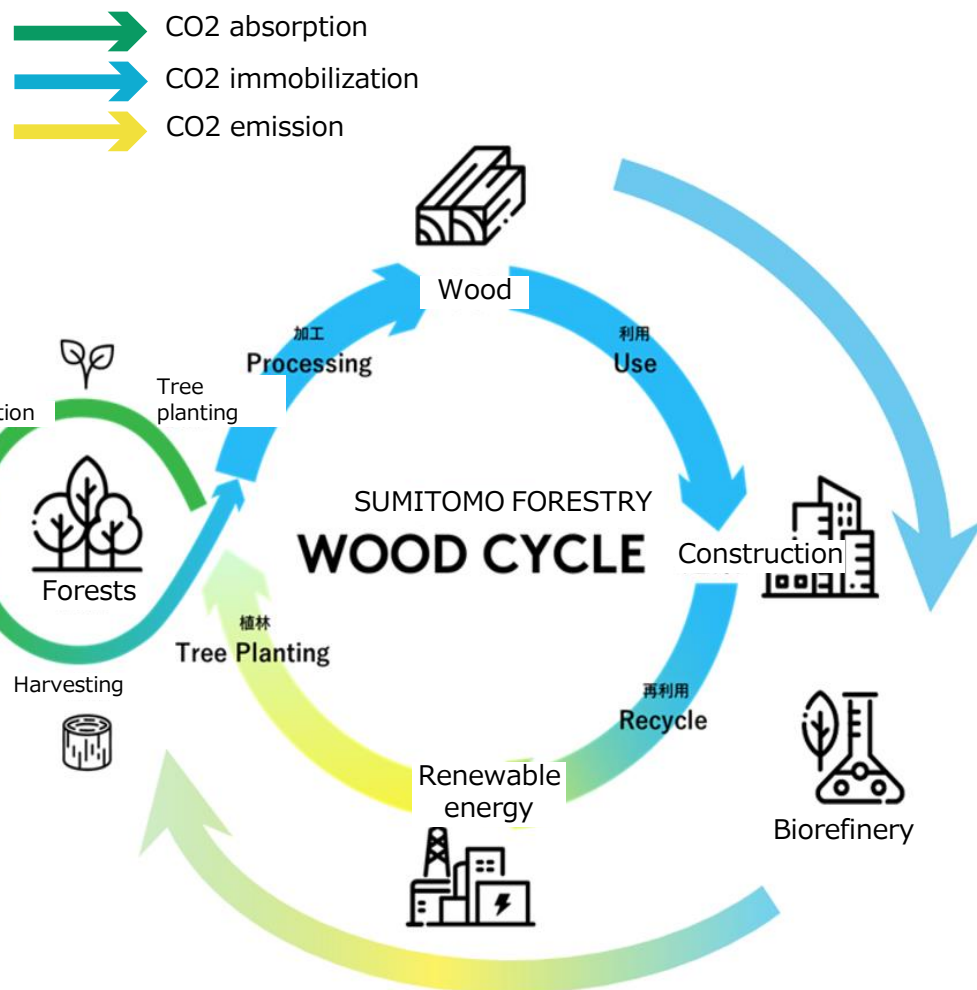 CO2 absorption
CO2 immobilization
CO2 emission
Wood
加工
Processing
利用
Use
Tree
planting
tion
SUMITOMO FORESTRY
WOOD CYCLE
Construction
Forests
植林
Tree Planting
Harvesting
再利用
Recycle
Renewable
energy
Biorefinery